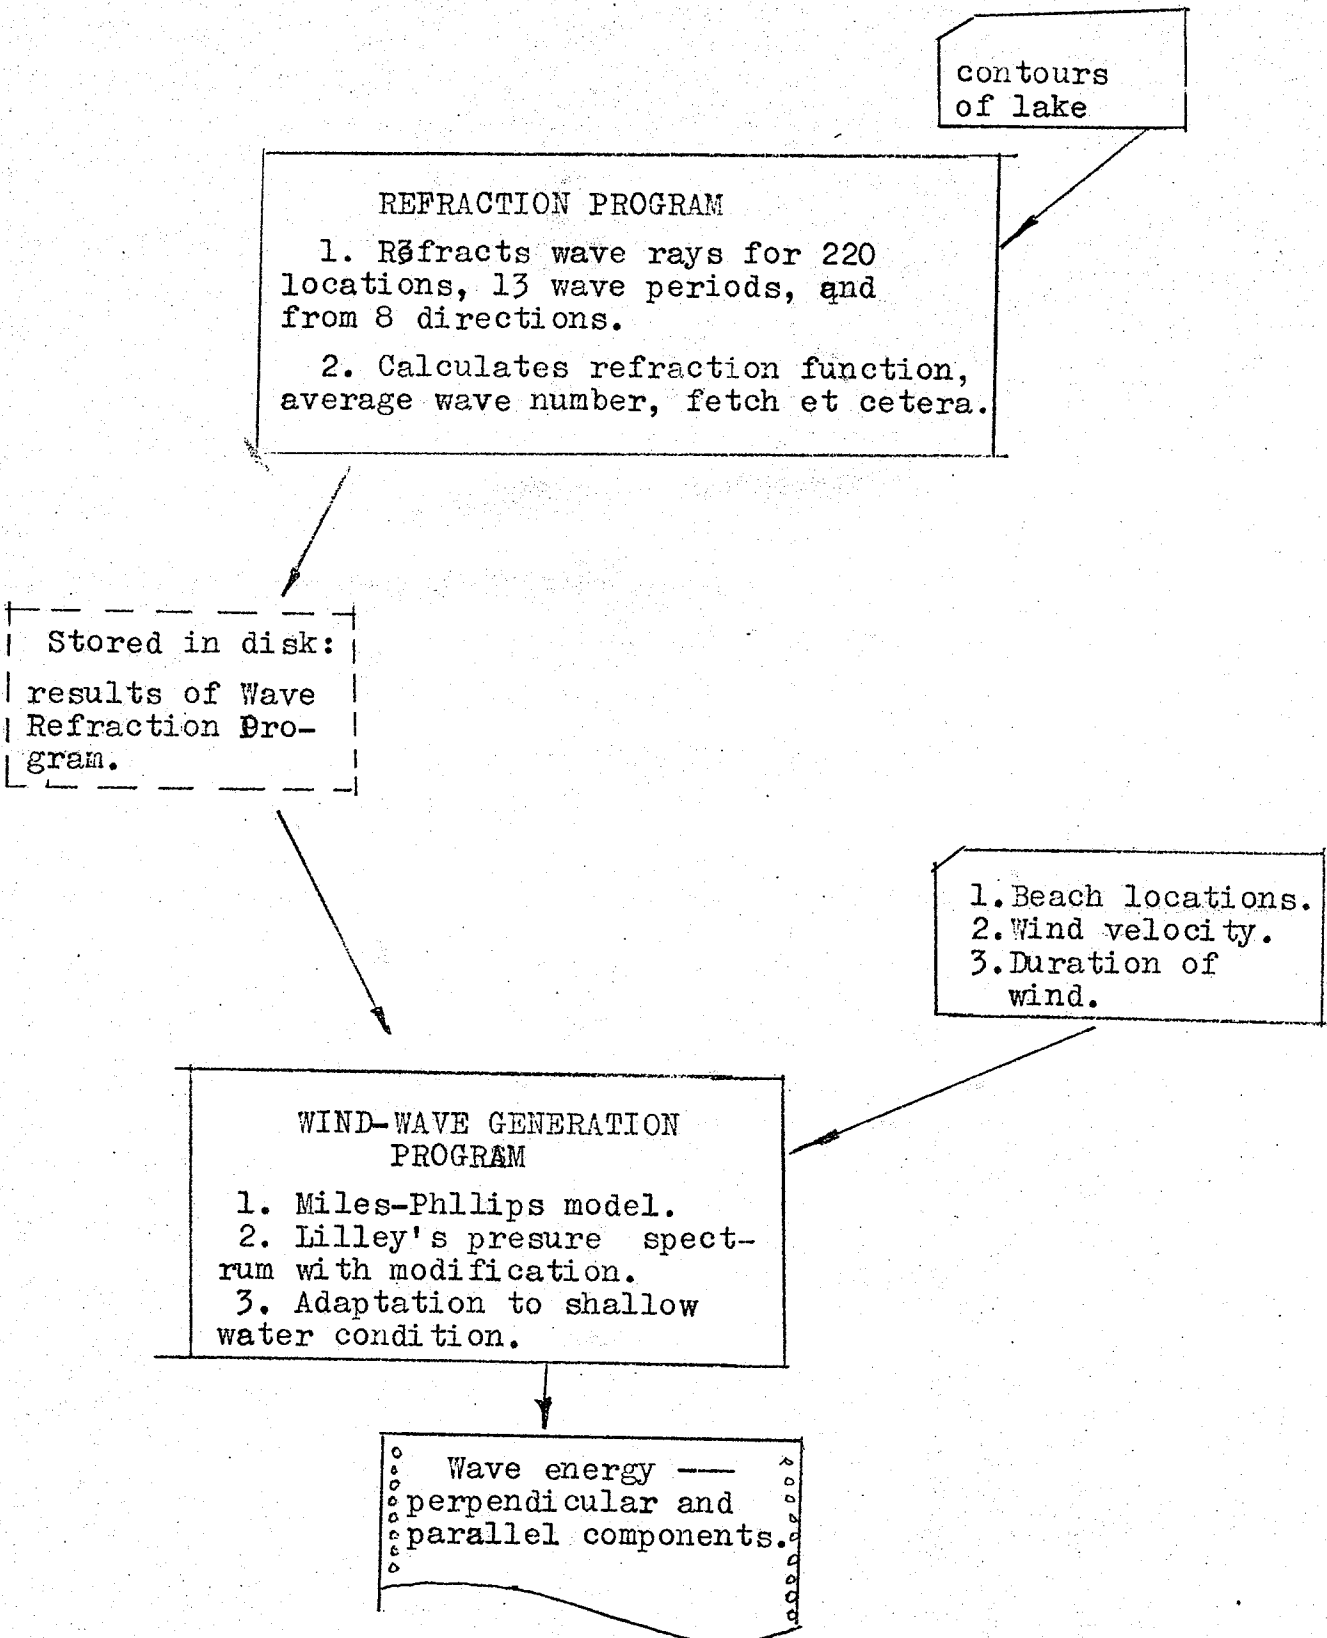 contours
of lake
REFRACTION PROGRAM
1. Refracts wave rays for 220
locations, 13 wave periods, and
from 8 directions.
2. Calculates refraction function,
average wave number, fetch et cetera.
Stored in disk:
results of Wave
Refraction Pro-
gram.
1.Beach locations.
2.Wind velocity.
3.Duration of
wind.
WIND-WAVE GENERATION
PROGRAM
1. Miles-Phllips model.
2. Lilley's presure spect-
rum with modification.
3. Adaptation to shallow
water condition.
Wave energy ——
perpendicular and
parallel components.